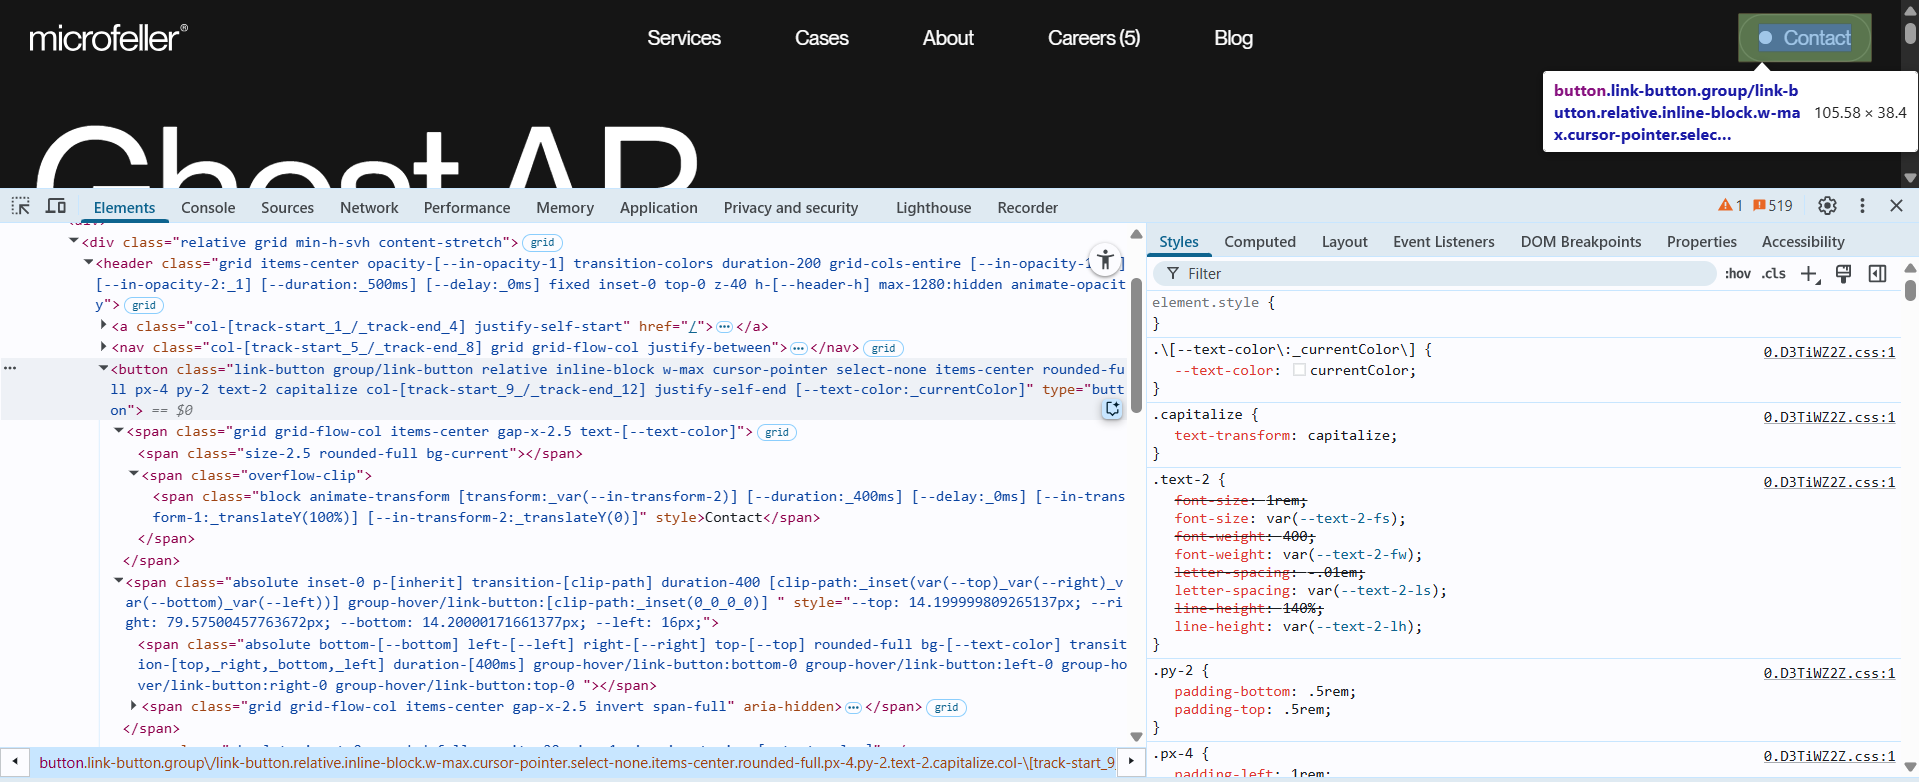 microfeller®
Services
Cases
About
Careers (5)
Blog
Contact
button.link-button.group/link-b
utton.relative.inline-block.w-ma
x.cursor-pointer.selec...
105.58 × 38.4
Elements
Console
Sources
Network
Performance
Memory
Application
Privacy and security
Lighthouse
Recorder
1
519
<div class="relative grid min-h-svh content-stretch"> grid
<header class="grid items-center opacity-[--in-opacity-1] transition-colors duration-200 grid-cols-entire [--in-opacity-1
[--in-opacity-2:_1] [--duration:_500ms] [--delay:_0ms] fixed inset-0 top-0 z-40 h-[--header-h] max-1280:hidden animate-opacit
y"> grid
<a class="col-[track-start_1_/_track-end_4] justify-self-start" href="/"> … </a>
<nav class="col-[track-start_5_/_track-end_8] grid grid-flow-col justify-between"> … </nav> grid
<button class="link-button group/link-button relative inline-block w-max cursor-pointer select-none items-center rounded-fu
ll px-4 py-2 text-2 capitalize col-[track-start_9_/_track-end_12] justify-self-end [--text-color:_currentColor]" type="butt
on"> == $0
<span class="grid grid-flow-col items-center gap-x-2.5 text-[--text-color]"> grid
<span class="size-2.5 rounded-full bg-current"></span>
<span class="overflow-clip">
<span class="block animate-transform [transform:_var(--in-transform-2)] [--duration:_400ms] [--delay:_0ms] [--in-trans
form-1:_translateY(100%)] [--in-transform-2:_translateY(0)]" style>Contact</span>
</span>
</span>
<span class="absolute inset-0 p-[inherit] transition-[clip-path] duration-400 [clip-path:_inset(var(--top)_var(--right)_v
ar(--bottom)_var(--left))] group-hover/link-button:[clip-path:_inset(0_0_0_0)] " style="--top: 14.199999809265137px; --ri
ght: 79.57500457763672px; --bottom: 14.20000171661377px; --left: 16px;">
<span class="absolute bottom-[--bottom] left-[--left] right-[--right] top-[--top] rounded-full bg-[--text-color] transit
ion-[top,_right,_bottom,_left] duration-[400ms] group-hover/link-button:bottom-0 group-hover/link-button:left-0 group-ho
ver/link-button:right-0 group-hover/link-button:top-0 "></span>
<span class="grid grid-flow-col items-center gap-x-2.5 invert span-full" aria-hidden> … </span> grid
</span>
button.link-button.group\/link-button.relative.inline-block.w-max.cursor-pointer.select-none.items-center.rounded-full.px-4.py-2.text-2.capitalize.col-\[track-start_9
Styles
Computed
Layout
Event Listeners
DOM Breakpoints
Properties
Accessibility
Filter
:hov .cls
element.style {
}
.\[--text-color\:_currentColor\] { 0.D3TiWZ2Z.css:1
--text-color: currentColor;
}
.capitalize { 0.D3TiWZ2Z.css:1
text-transform: capitalize;
}
.text-2 { 0.D3TiWZ2Z.css:1
font-size: 1rem;
font-size: var(--text-2-fs);
font-weight: 400;
font-weight: var(--text-2-fw);
letter-spacing: -.01em;
letter-spacing: var(--text-2-ls);
line-height: 140%;
line-height: var(--text-2-lh);
}
.py-2 { 0.D3TiWZ2Z.css:1
padding-bottom: .5rem;
padding-top: .5rem;
}
.px-4 { 0.D3TiWZ2Z.css:1
padding-left: 1rem;